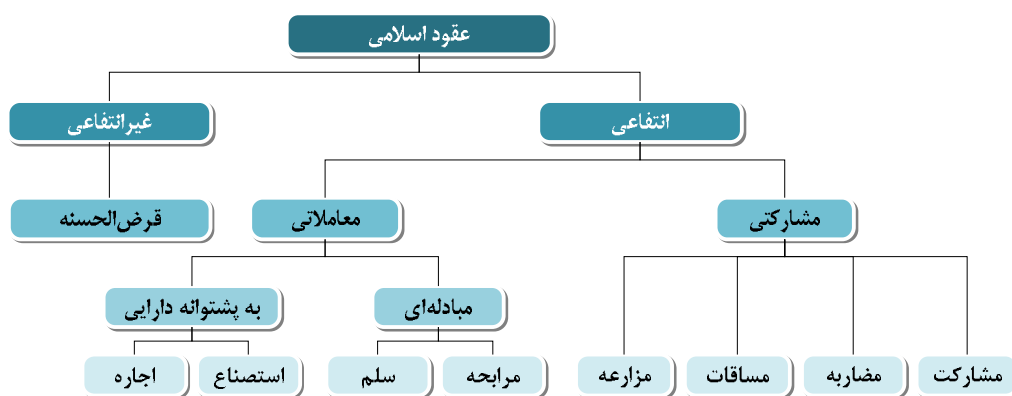 عقود اسلامی
انتفاعی
غیرانتفاعی
مشارکتی
معاملاتی
قرض‌الحسنه
مبادله‌ای
به پشتوانه دارایی
مشارکت
مضاربه
مساقات
مزارعه
مرابحه
سلم
استصناع
اجاره